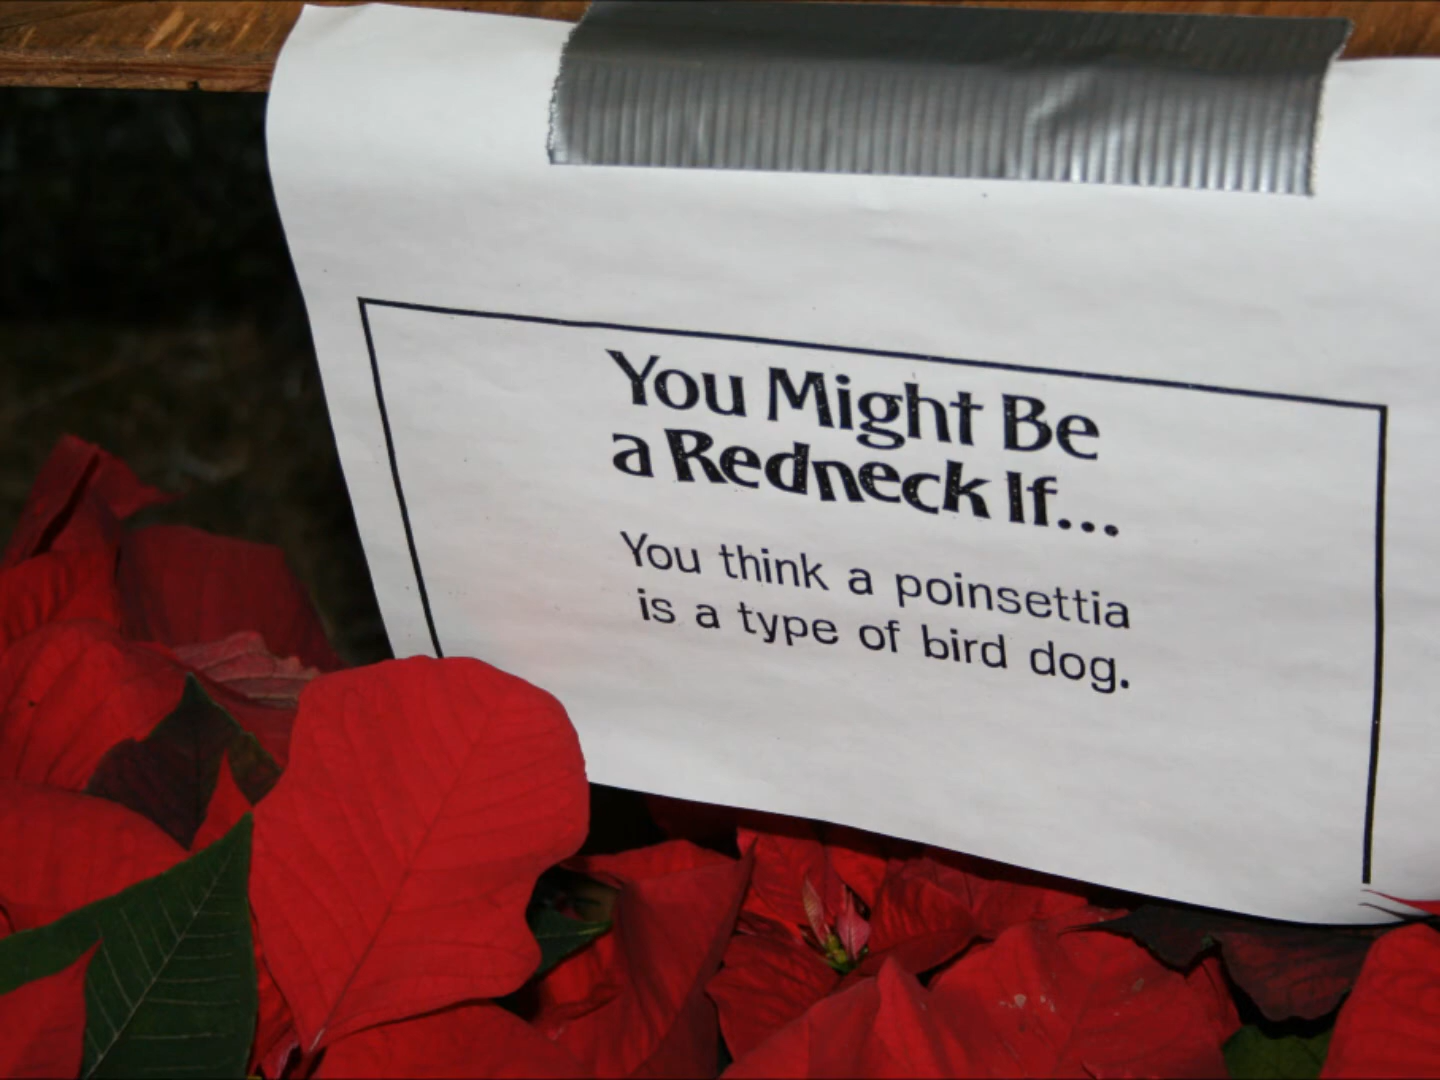 You Might Be
a Redneck If...
You think a poinsettia
is a type of bird dog.